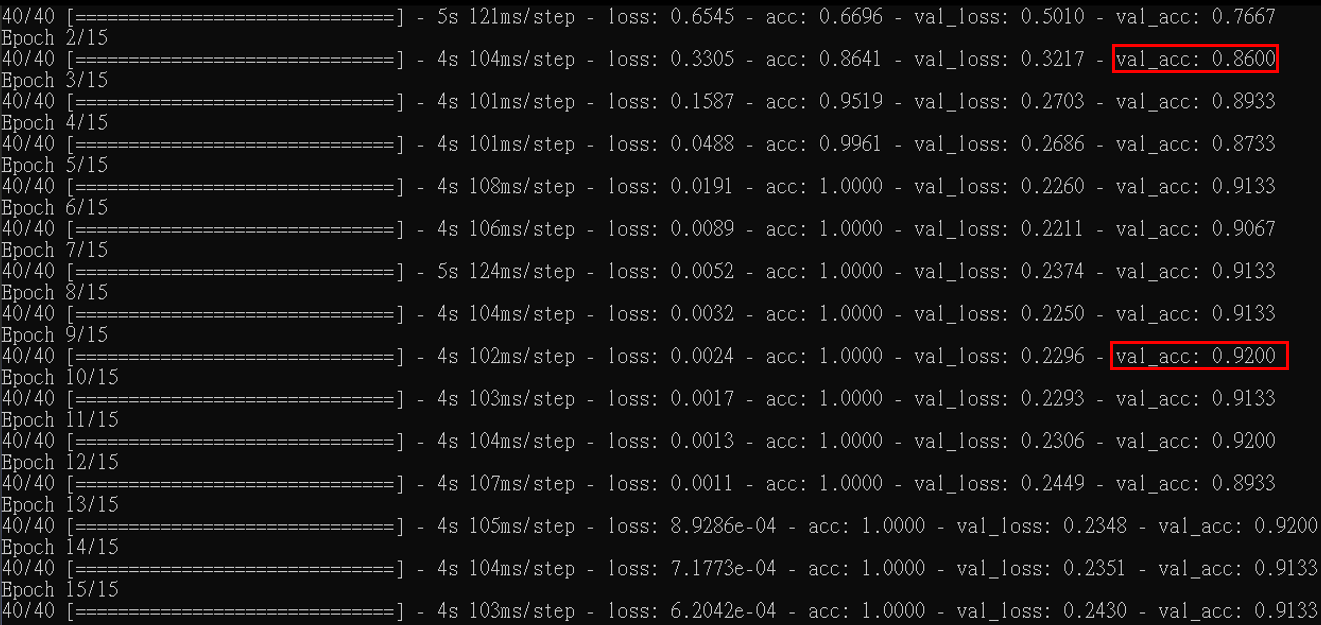 40/40 [==============================] - 5s 121ms/step - loss: 0.6545 - acc: 0.6696 - val_loss: 0.5010 - val_acc: 0.7667
Epoch 2/15
40/40 [==============================] - 4s 104ms/step - loss: 0.3305 - acc: 0.8641 - val_loss: 0.3217 - val_acc: 0.8600
Epoch 3/15
40/40 [==============================] - 4s 101ms/step - loss: 0.1587 - acc: 0.9519 - val_loss: 0.2703 - val_acc: 0.8933
Epoch 4/15
40/40 [==============================] - 4s 101ms/step - loss: 0.0488 - acc: 0.9961 - val_loss: 0.2686 - val_acc: 0.8733
Epoch 5/15
40/40 [==============================] - 4s 108ms/step - loss: 0.0191 - acc: 1.0000 - val_loss: 0.2260 - val_acc: 0.9133
Epoch 6/15
40/40 [==============================] - 4s 106ms/step - loss: 0.0089 - acc: 1.0000 - val_loss: 0.2211 - val_acc: 0.9067
Epoch 7/15
40/40 [==============================] - 5s 124ms/step - loss: 0.0052 - acc: 1.0000 - val_loss: 0.2374 - val_acc: 0.9133
Epoch 8/15
40/40 [==============================] - 4s 104ms/step - loss: 0.0032 - acc: 1.0000 - val_loss: 0.2250 - val_acc: 0.9133
Epoch 9/15
40/40 [==============================] - 4s 102ms/step - loss: 0.0024 - acc: 1.0000 - val_loss: 0.2296 - val_acc: 0.9200
Epoch 10/15
40/40 [==============================] - 4s 103ms/step - loss: 0.0017 - acc: 1.0000 - val_loss: 0.2293 - val_acc: 0.9133
Epoch 11/15
40/40 [==============================] - 4s 104ms/step - loss: 0.0013 - acc: 1.0000 - val_loss: 0.2306 - val_acc: 0.9200
Epoch 12/15
40/40 [==============================] - 4s 107ms/step - loss: 0.0011 - acc: 1.0000 - val_loss: 0.2449 - val_acc: 0.8933
Epoch 13/15
40/40 [==============================] - 4s 105ms/step - loss: 8.9286e-04 - acc: 1.0000 - val_loss: 0.2348 - val_acc: 0.9200
Epoch 14/15
40/40 [==============================] - 4s 104ms/step - loss: 7.1773e-04 - acc: 1.0000 - val_loss: 0.2351 - val_acc: 0.9133
Epoch 15/15
40/40 [==============================] - 4s 103ms/step - loss: 6.2042e-04 - acc: 1.0000 - val_loss: 0.2430 - val_acc: 0.9133